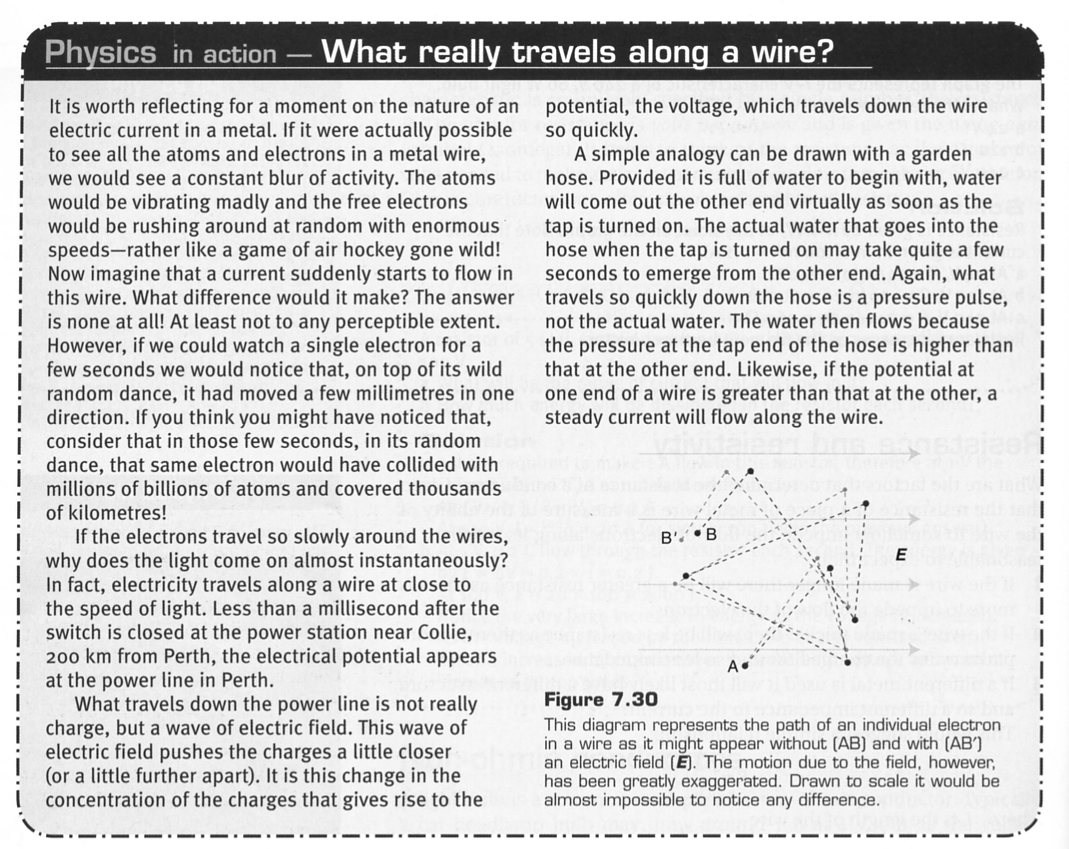 Physics in action — What really travels along a wire?
It is worth reflecting for a moment on the nature of an
electric current in a metal. If it were actually possible
to see all the atoms and electrons in a metal wire,
we would see a constant blur of activity. The atoms
would be vibrating madly and the free electrons
would be rushing around at random with enormous
speeds—rather like a game of air hockey gone wild!
Now imagine that a current suddenly starts to flow in
this wire. What difference would it make? The answer
is none at all! At least not to any perceptible extent.
However, if we could watch a single electron for a
few seconds we would notice that, on top of its wild
random dance, it had moved a few millimetres in one
direction. If you think you might have noticed that,
consider that in those few seconds, in its random
dance, that same electron would have collided with
millions of billions of atoms and covered thousands
of kilometres!
If the electrons travel so slowly around the wires,
why does the light come on almost instantaneously?
In fact, electricity travels along a wire at close to
the speed of light. Less than a millisecond after the
switch is closed at the power station near Collie,
200 km from Perth, the electrical potential appears
at the power line in Perth.
What travels down the power line is not really
charge, but a wave of electric field. This wave of
electric field pushes the charges a little closer
(or a little further apart). It is this change in the
concentration of the charges that gives rise to the
potential, the voltage, which travels down the wire
so quickly.
A simple analogy can be drawn with a garden
hose. Provided it is full of water to begin with, water
will come out the other end virtually as soon as the
tap is turned on. The actual water that goes into the
hose when the tap is turned on may take quite a few
seconds to emerge from the other end. Again, what
travels so quickly down the hose is a pressure pulse,
not the actual water. The water then flows because
the pressure at the tap end of the hose is higher than
that at the other end. Likewise, if the potential at
one end of a wire is greater than that at the other, a
steady current will flow along the wire.
B′ B
E
A
Figure 7.30
This diagram represents the path of an individual electron
in a wire as it might appear without (AB) and with (AB′)
an electric field (E). The motion due to the field, however,
has been greatly exaggerated. Drawn to scale it would be
almost impossible to notice any difference.